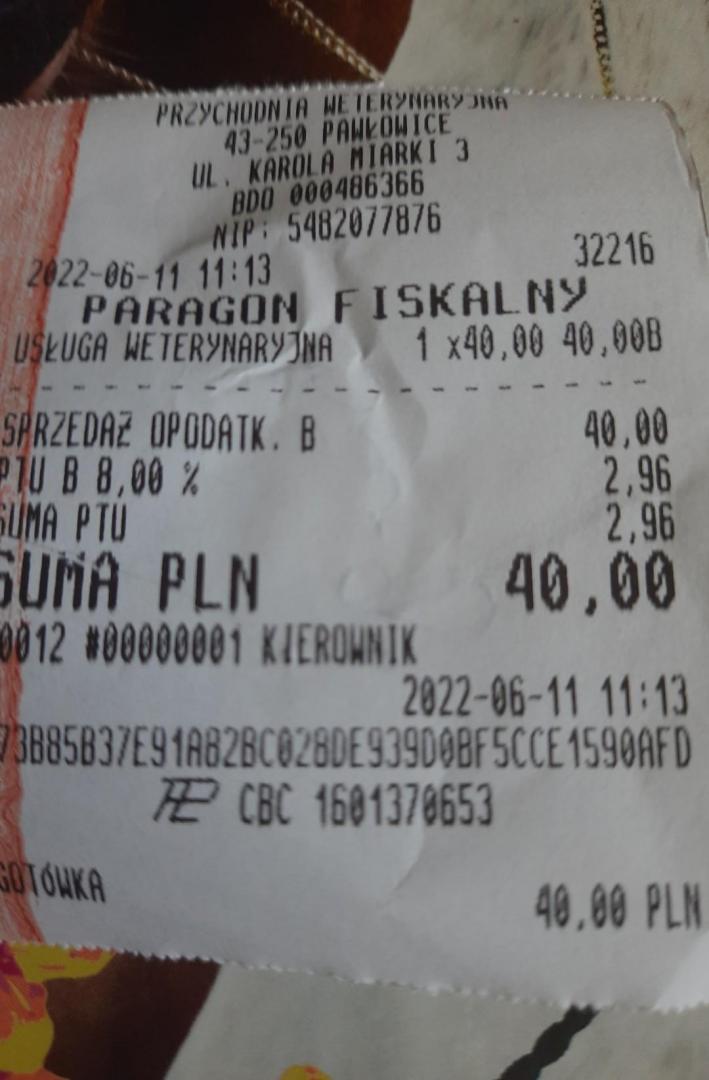 PRZYCHODNIA WETERYNARYJNA
43-250 PAWŁOWICE
UL. KAROLA MIARKI 3
BDO 000486366
NIP: 5482077876
2022-06-11 11:13 32216
PARAGON FISKALNY
USŁUGA WETERYNARYJNA 1 x40,00 40,00B
SPRZEDAŻ OPODATK. B 40,00
PTU B 8,00 % 2,96
SUMA PTU 2,96
SUMA PLN 40,00
0012 #00000001 KIEROWNIK
2022-06-11 11:13
73B85B37E91A82BC028DE939D0BF5CCE1590AFD
CBC 1601370653
GOTÓWKA 40,00 PLN